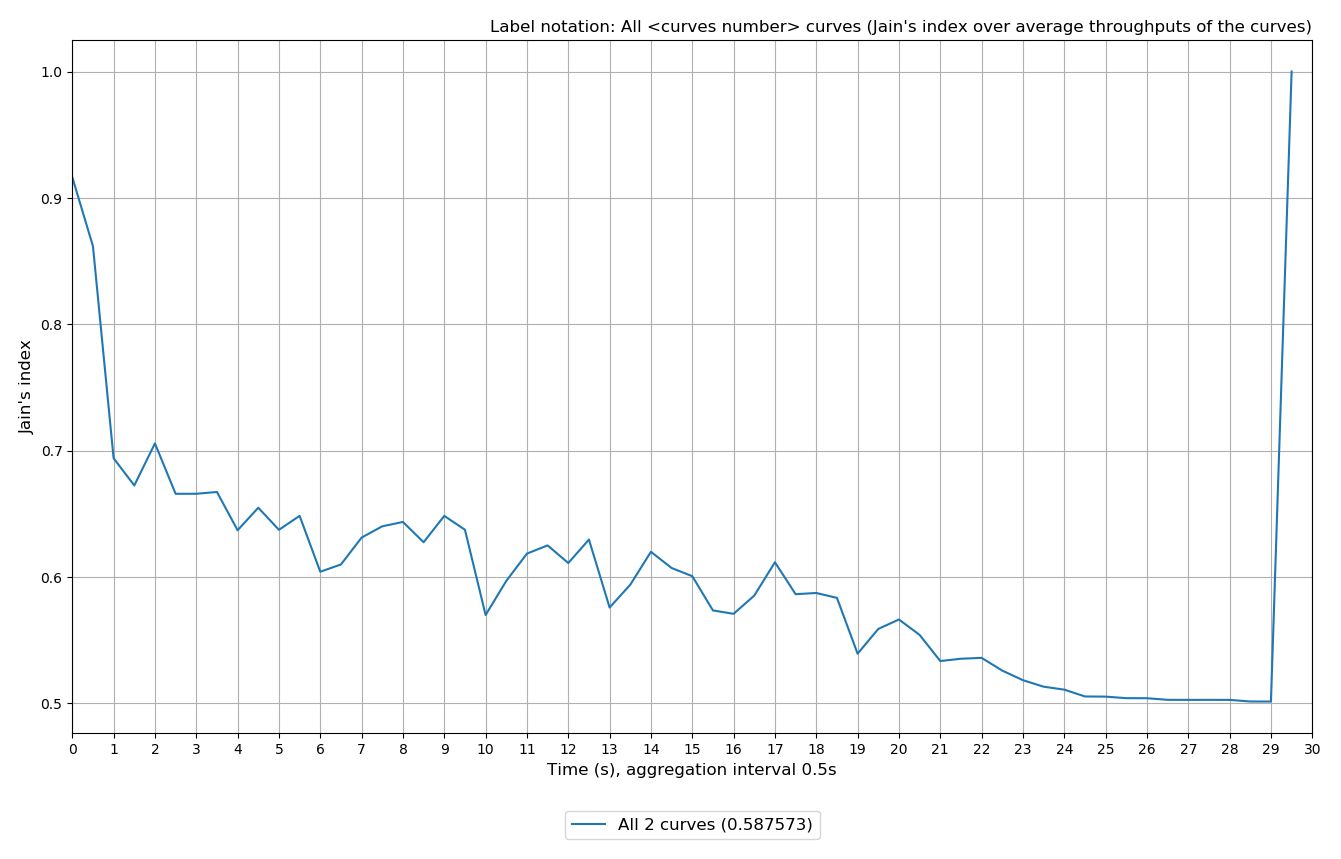 Label notation: All <curves number> curves (Jain's index over average throughputs of the curves)
1.0
0.9
0.8
0.7
0.6
0.5
Jain's index
0 1 2 3 4 5 6 7 8 9 10 11 12 13 14 15 16 17 18 19 20 21 22 23 24 25 26 27 28 29 30
Time (s), aggregation interval 0.5s
All 2 curves (0.587573)